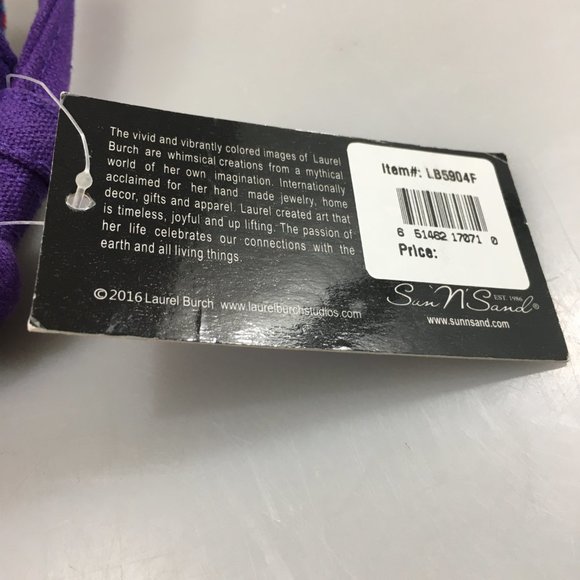 The vivid and vibrantly colored images of Laurel
Burch are whimsical creations from a mythical
world of her own imagination. Internationally
acclaimed for her hand made jewelry, home
decor, gifts and apparel. Laurel created art that
is timeless, joyful and up lifting. The passion of
her life celebrates our connections with the
earth and all living things.
© 2016 Laurel Burch www.laurelburchstudios.com
Item#: LB5904F
6 51462 17071 0
Price:
Sun 'N' Sand®
EST. 1986
www.sunnsand.com